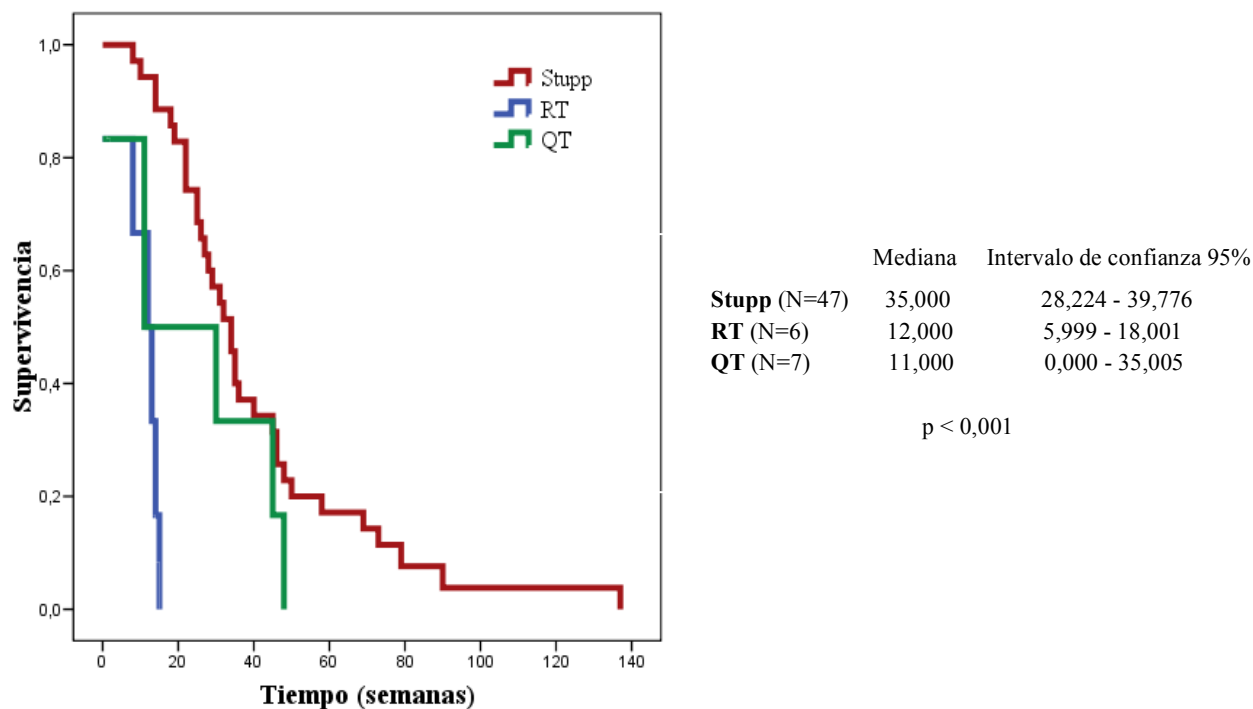 1,0
0,8
0,6
0,4
0,2
0,0
Supervivencia
Stupp
RT
QT
0 20 40 60 80 100 120 140
Tiempo (semanas)
Mediana Intervalo de confianza 95%
Stupp (N=47) 35,000 28,224 - 39,776
RT (N=6) 12,000 5,999 - 18,001
QT (N=7) 11,000 0,000 - 35,005
p < 0,001